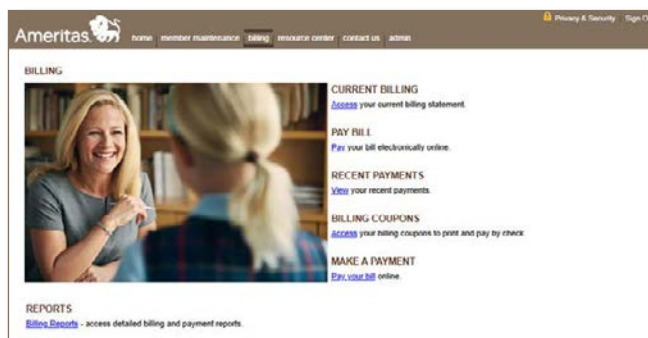 Privacy & Security Sign O
Ameritas home member maintenance billing resource center contact us admin
BILLING
CURRENT BILLING
Access your current billing statement.
PAY BILL
Pay your bill electronically online.
RECENT PAYMENTS
View your recent payments.
BILLING COUPONS
Access your billing coupons to print and pay by check
MAKE A PAYMENT
Pay your bill online.
REPORTS
Billing Reports - access detailed billing and payment reports.